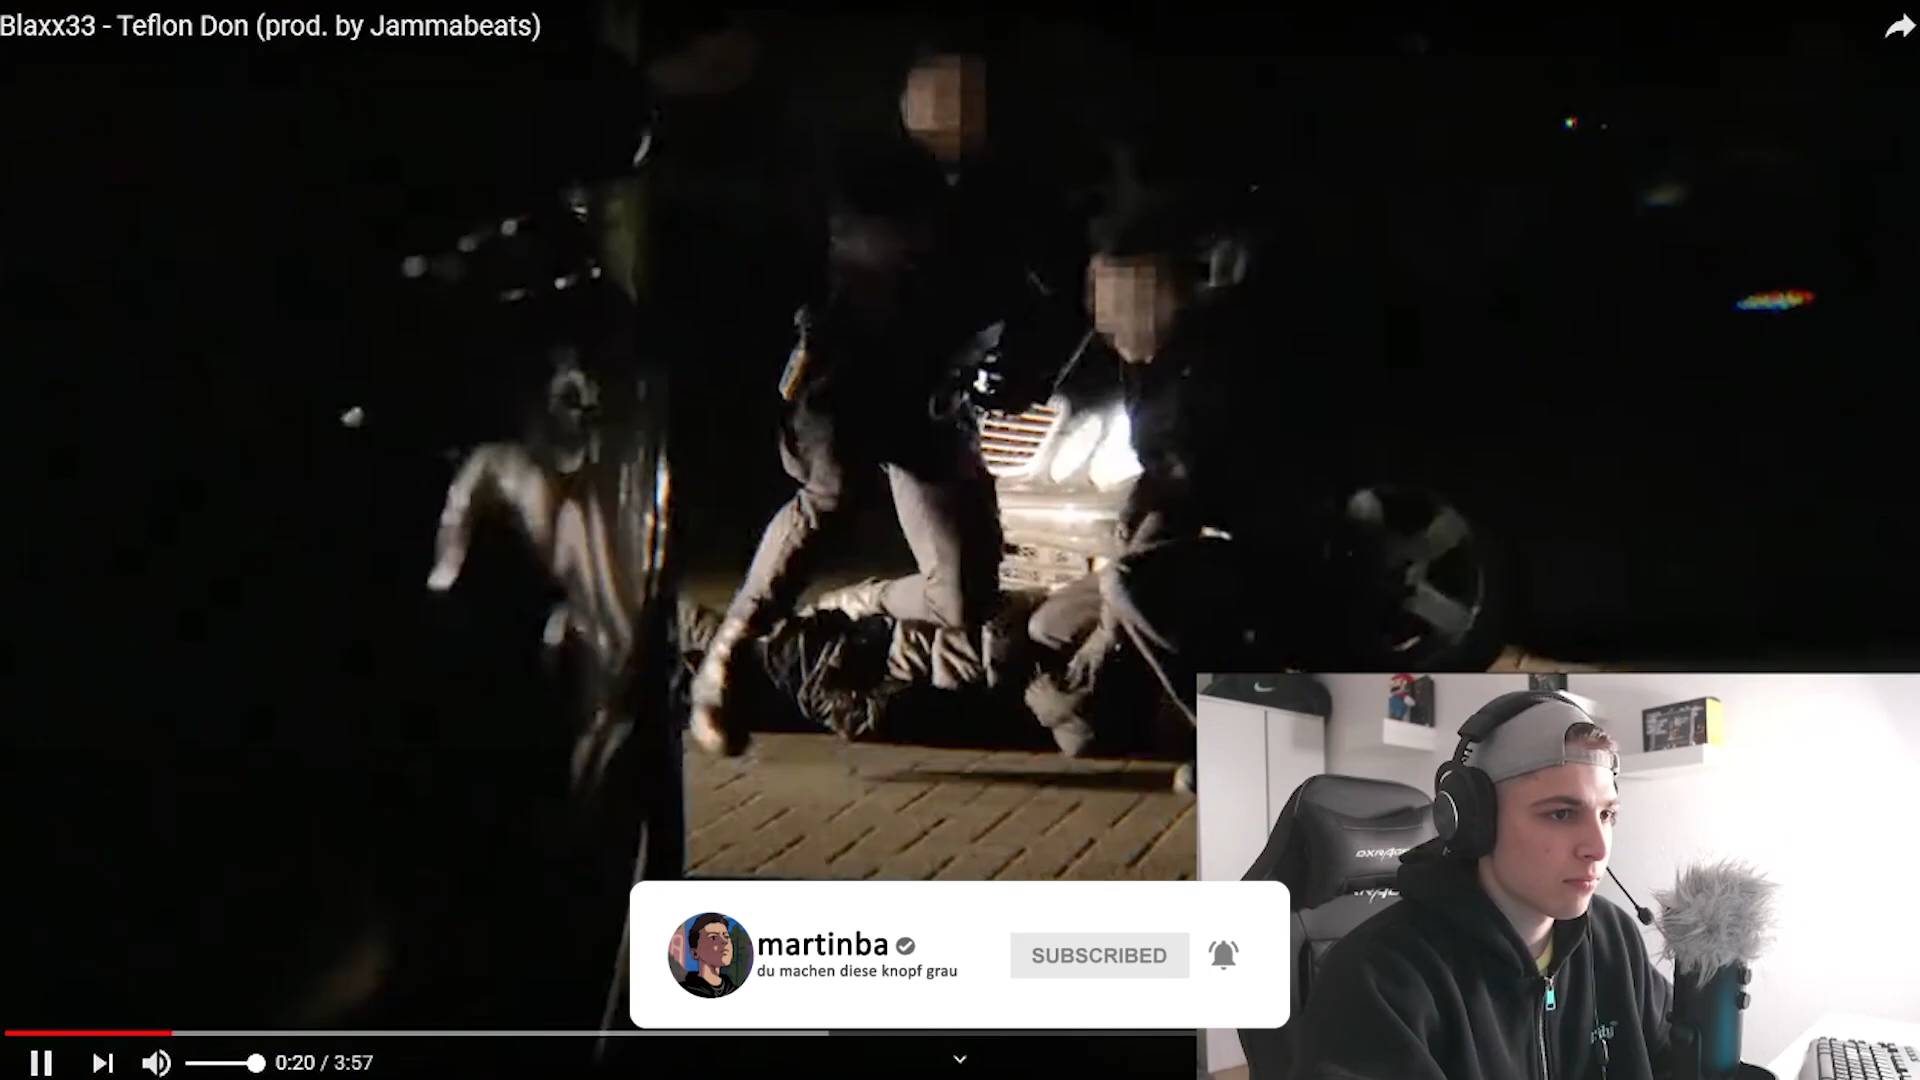 Blaxx33 - Teflon Don (prod. by Jammabeats)
martinba
du machen diese knopf grau
SUBSCRIBED
0:20 / 3:57